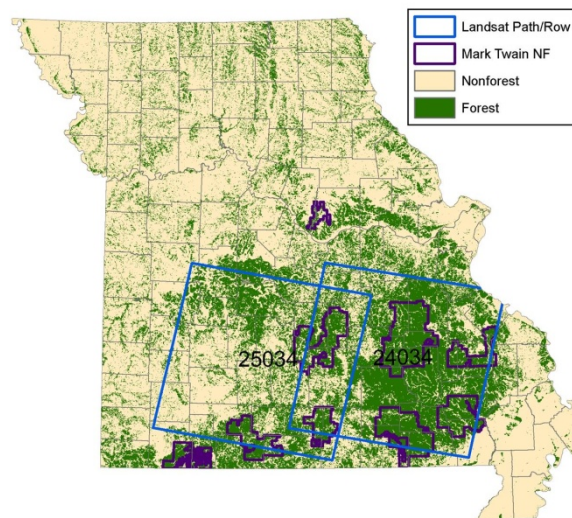 Landsat Path/Row
Mark Twain NF
Nonforest
Forest
25034
24034